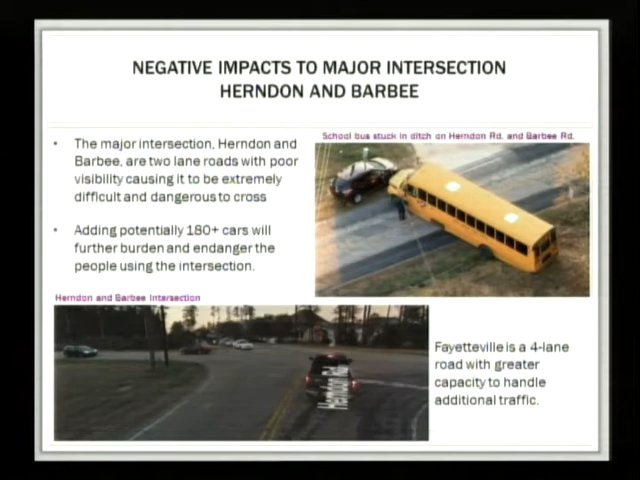 NEGATIVE IMPACTS TO MAJOR INTERSECTION
HERNDON AND BARBEE
• The major intersection, Herndon and
Barbee, are two lane roads with poor
visibility causing it to be extremely
difficult and dangerous to cross
• Adding potentially 180+ cars will
further burden and endanger the
people using the intersection.
School bus stuck in ditch on Herndon Rd. and Barbee Rd.
Herndon and Barbee Intersection
Herndon Rd
Fayetteville is a 4-lane
road with greater
capacity to handle
additional traffic.